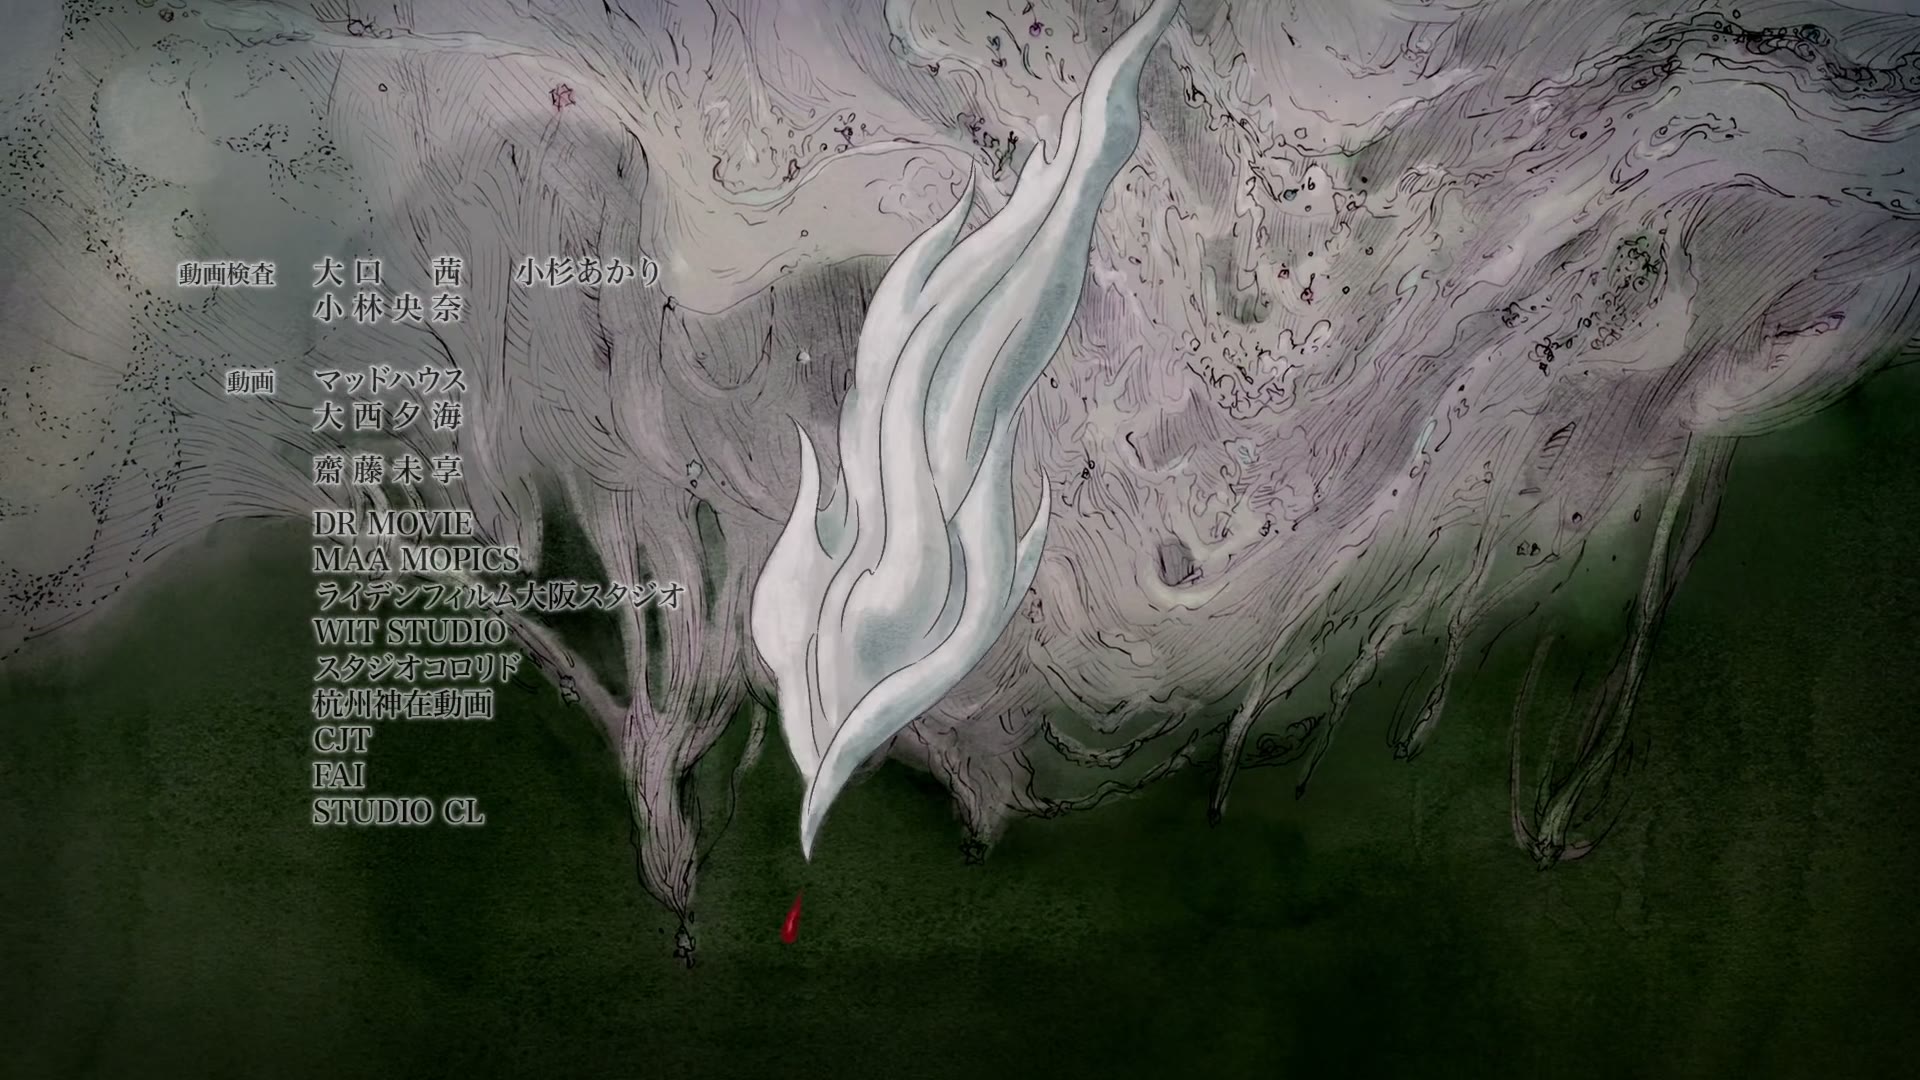 動画検査 大口 茜 小杉あかり
小林央奈
動画 マッドハウス
大西夕海
齋藤未享
DR MOVIE
MAA MOPICS
ライデンフィルム大阪スタジオ
WIT STUDIO
スタジオコロリド
杭州神在動画
CJT
FAI
STUDIO CL